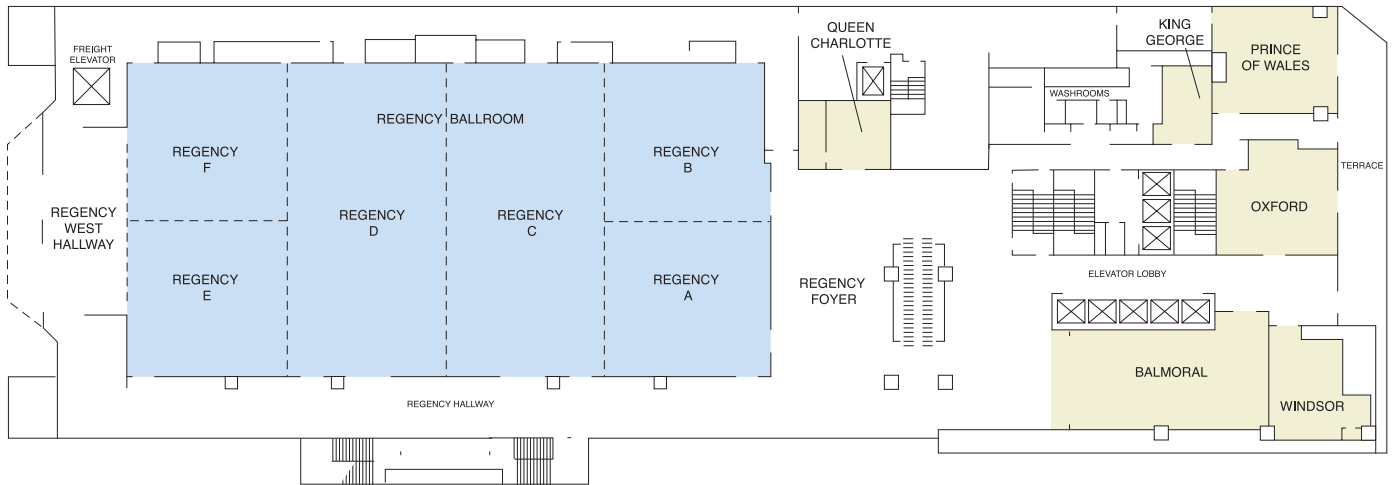 FREIGHT
ELEVATOR
QUEEN
CHARLOTTE
KING
GEORGE
PRINCE
OF WALES
WASHROOMS
REGENCY BALLROOM
REGENCY
F
REGENCY
B
TERRACE
REGENCY
WEST
HALLWAY
REGENCY
D
REGENCY
C
OXFORD
REGENCY
E
REGENCY
A
REGENCY
FOYER
ELEVATOR LOBBY
BALMORAL
WINDSOR
REGENCY HALLWAY